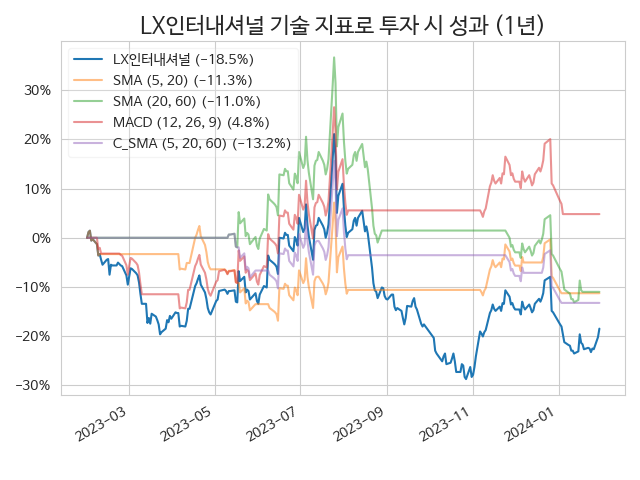 LX인터내셔널 기술 지표로 투자 시 성과 (1년)
LX인터내셔널 (−18.5%)
SMA (5, 20) (−11.3%)
SMA (20, 60) (−11.0%)
MACD (12, 26, 9) (4.8%)
C_SMA (5, 20, 60) (−13.2%)
30%
20%
10%
0%
−10%
−20%
−30%
2023−03
2023−05
2023−07
2023−09
2023−11
2024−01